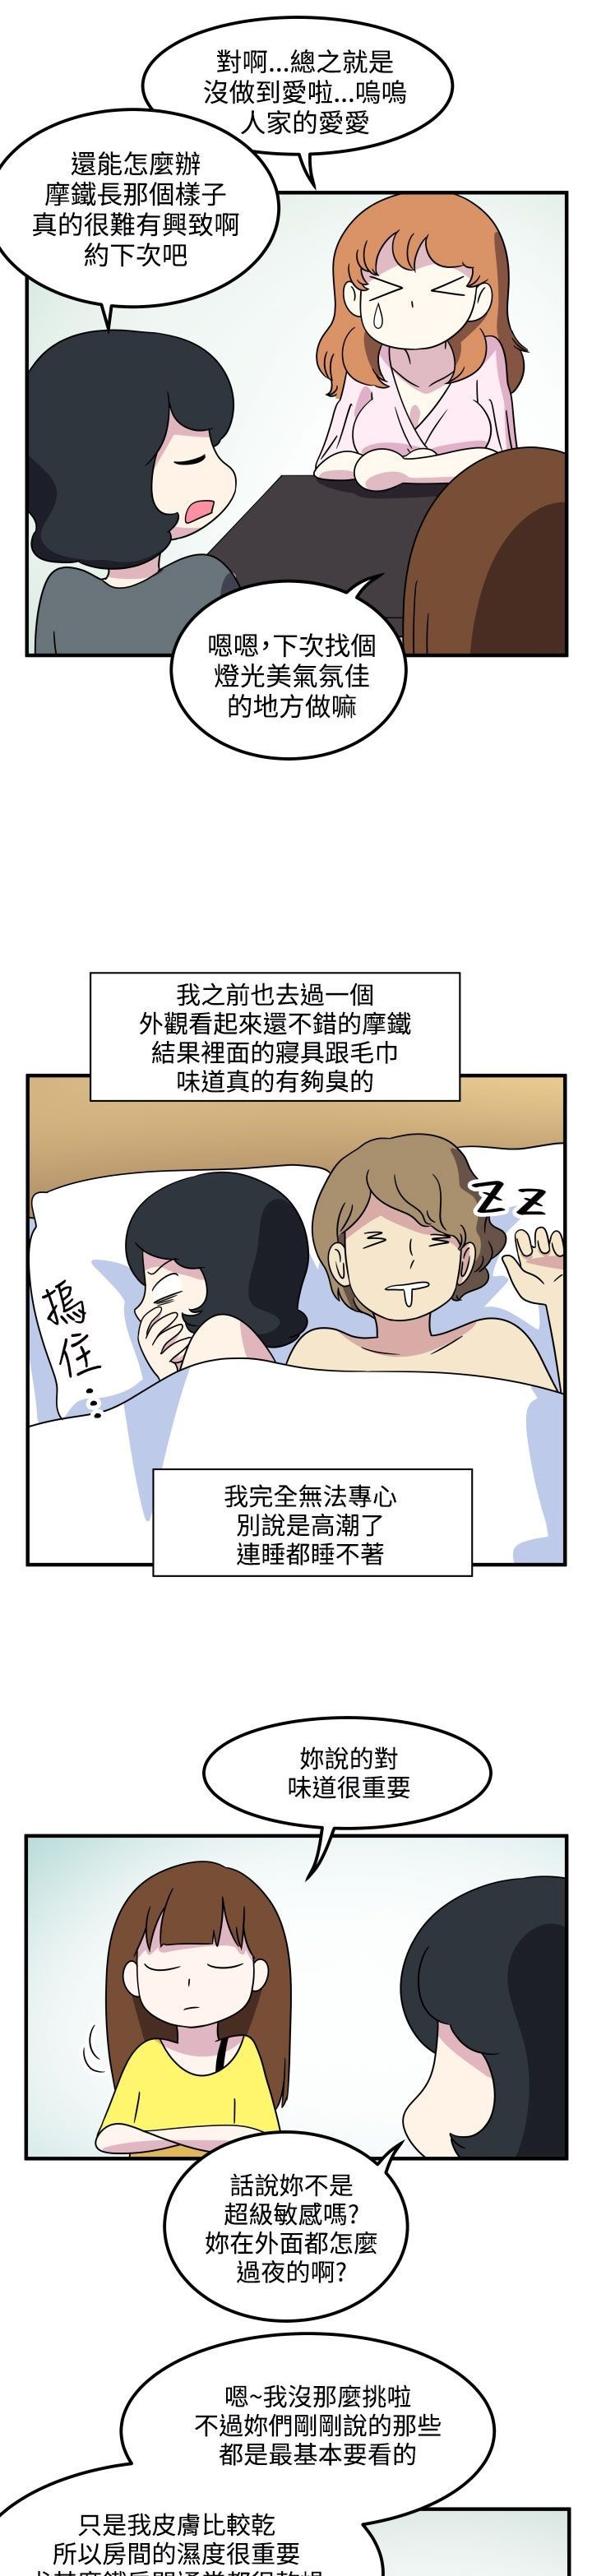 對啊...總之就是
沒做到愛啦...嗚嗚
人家的愛愛
還能怎麼辦
摩鐵長那個樣子
真的很難有興致啊
約下次吧
嗯嗯，下次找個
燈光美氣氛佳
的地方做嘛
我之前也去過一個
外觀看起來還不錯的摩鐵
結果裡面的寢具跟毛巾
味道真的有夠臭的
ZZ
摀
住...
我完全無法專心
別說是高潮了
連睡都睡不著
妳說的對
味道很重要
話說妳不是
超級敏感嗎?
妳在外面都怎麼
過夜的啊?
嗯~我沒那麼挑啦
不過妳們剛剛說的那些
都是最基本要看的
只是我皮膚比較乾
所以房間的濕度很重要